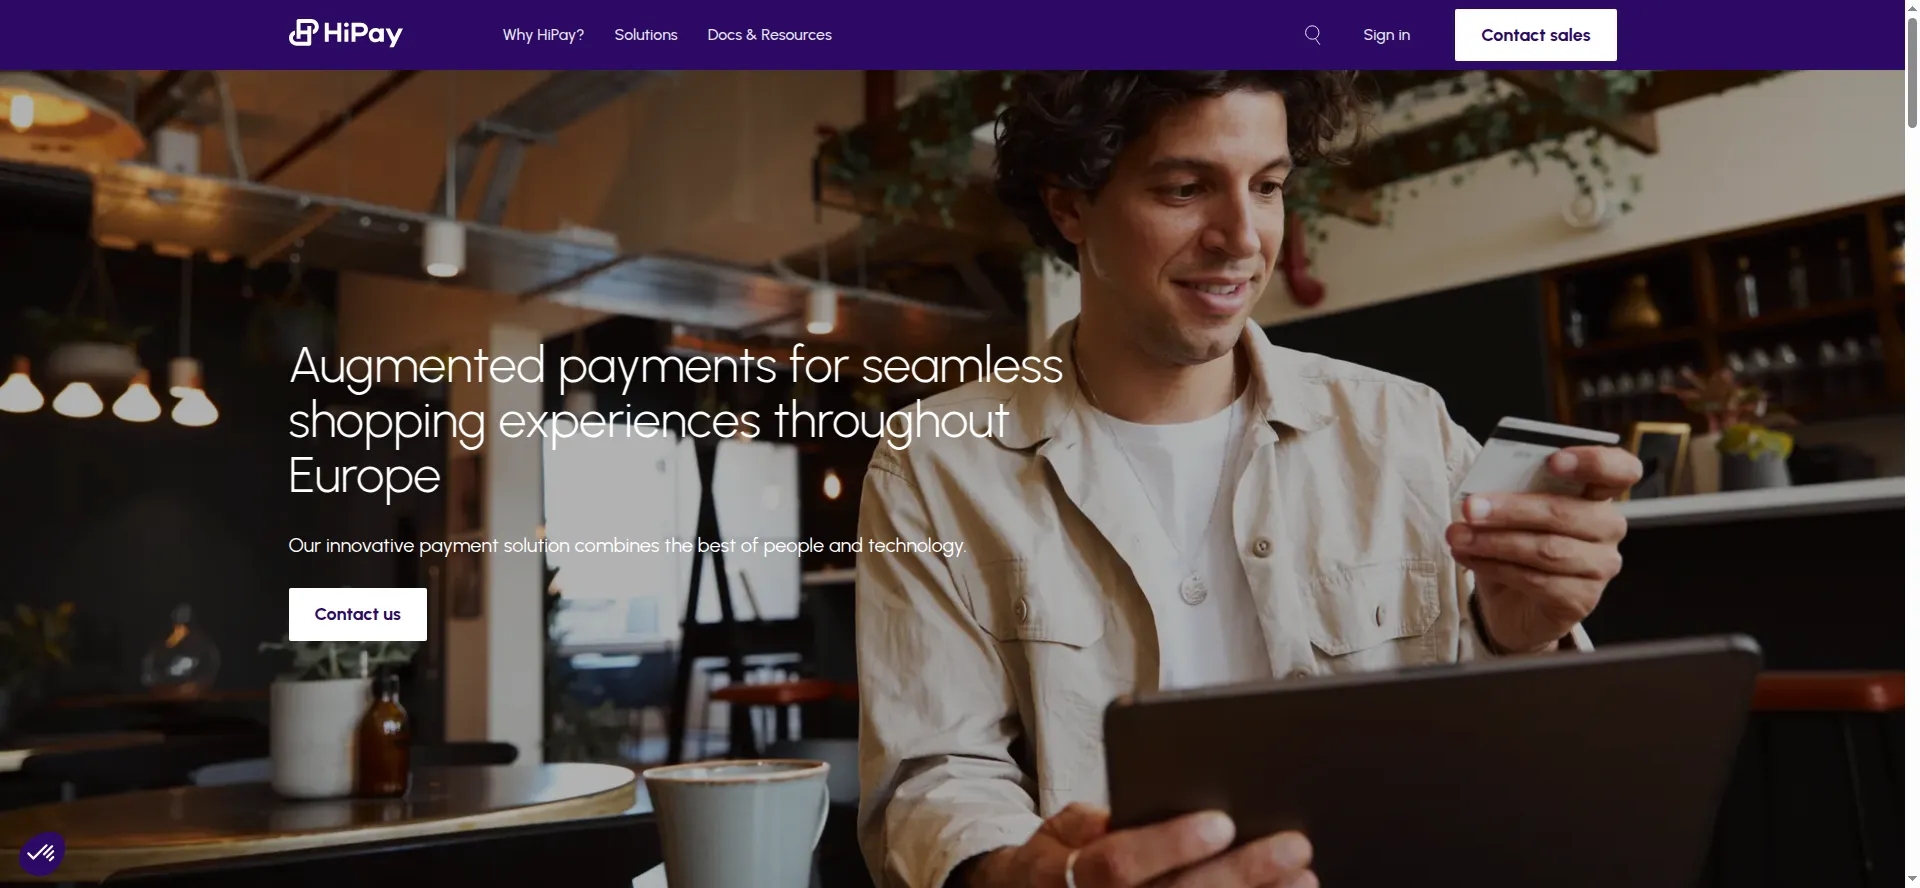 HiPay
Why HiPay?
Solutions
Docs & Resources
Sign in
Contact sales
Augmented payments for seamless
shopping experiences throughout
Europe
Our innovative payment solution combines the best of people and technology.
Contact us